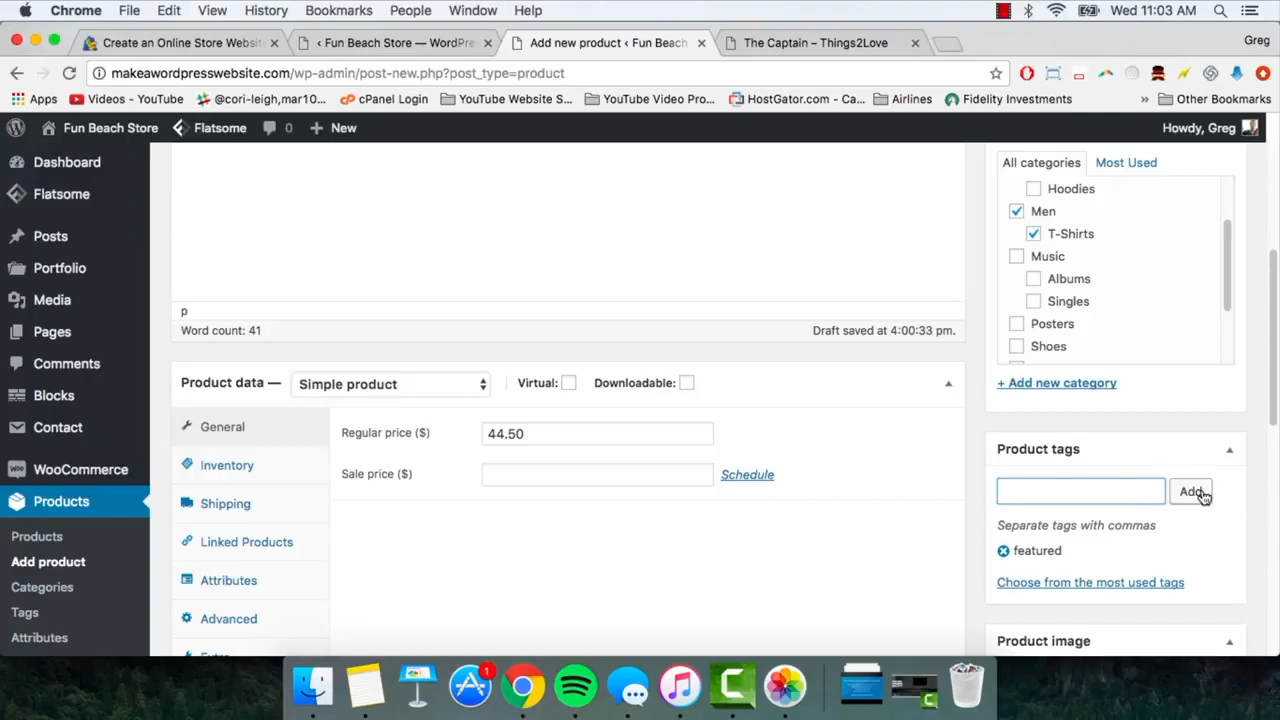 Chrome File Edit View History Bookmarks People Window Help Wed 11:03 AM
Create an Online Store Websit
‹ Fun Beach Store — WordPre
Add new product ‹ Fun Beach
The Captain – Things2Love
Greg
makeawordpresswebsite.com/wp-admin/post-new.php?post_type=product
Apps Videos - YouTube @cori-leigh,mar10... cPanel Login YouTube Website S... YouTube Video Pro... HostGator.com - Ca... Airlines Fidelity Investments » Other Bookmarks
Fun Beach Store Flatsome 0 New Howdy, Greg
Dashboard
Flatsome
Posts
Portfolio
Media
Pages
Comments
Blocks
Contact
WooCommerce
Products
Products
Add product
Categories
Tags
Attributes
p
Word count: 41 Draft saved at 4:00:33 pm.
Product data — Simple product Virtual: Downloadable:
General
Inventory
Shipping
Linked Products
Attributes
Advanced
Extra
Regular price ($) 44.50
Sale price ($) Schedule
All categories Most Used
Hoodies
Men
T-Shirts
Music
Albums
Singles
Posters
Shoes
+ Add new category
Product tags
Add
Separate tags with commas
featured
Choose from the most used tags
Product image
1